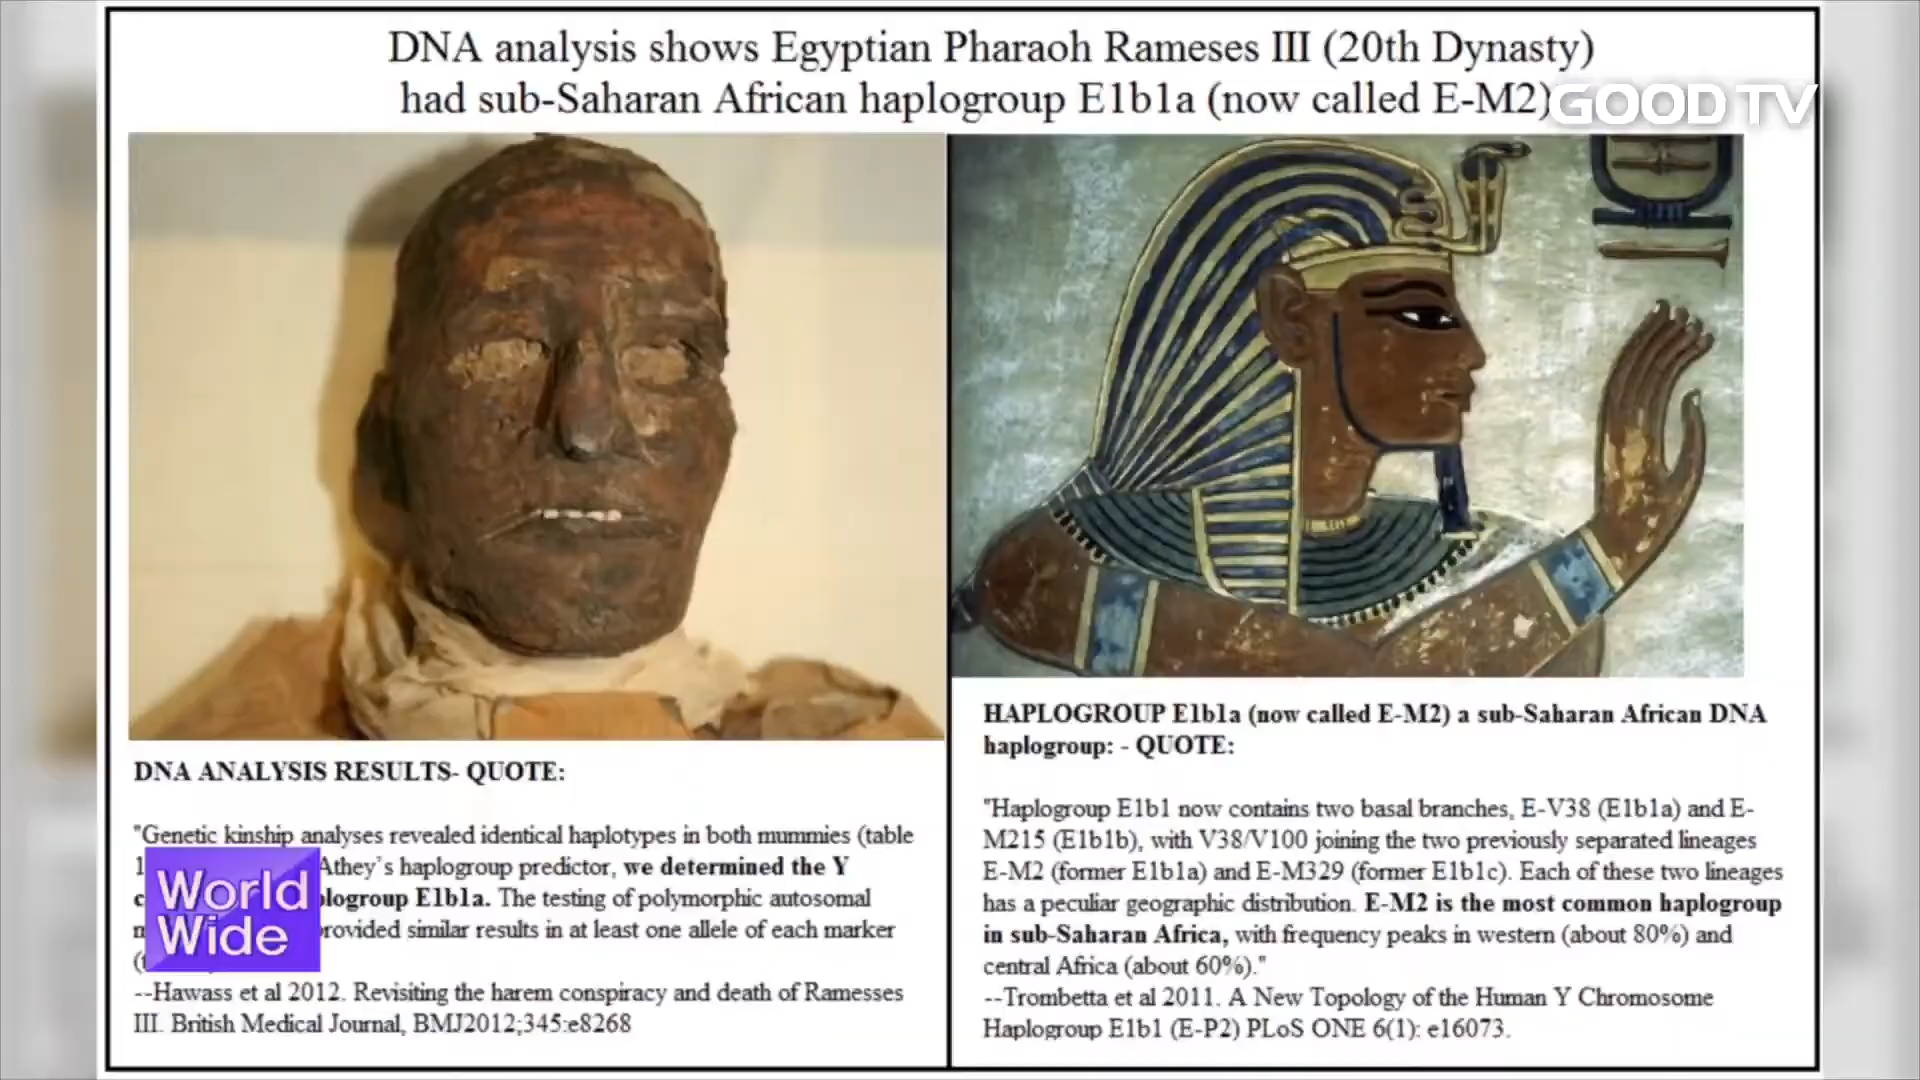 DNA analysis shows Egyptian Pharaoh Rameses III (20th Dynasty)
had sub-Saharan African haplogroup E1b1a (now called E-M2)
GOOD TV
DNA ANALYSIS RESULTS- QUOTE:
"Genetic kinship analyses revealed identical haplotypes in both mummies (table
1 Athey's haplogroup predictor, we determined the Y
c logroup E1b1a. The testing of polymorphic autosomal
rovided similar results in at least one allele of each marker
(t
--Hawass et al 2012. Revisiting the harem conspiracy and death of Ramesses
III. British Medical Journal, BMJ2012;345:e8268
World
Wide
HAPLOGROUP E1b1a (now called E-M2) a sub-Saharan African DNA
haplogroup: - QUOTE:
"Haplogroup E1b1 now contains two basal branches, E-V38 (E1b1a) and E-
M215 (E1b1b), with V38/V100 joining the two previously separated lineages
E-M2 (former E1b1a) and E-M329 (former E1b1c). Each of these two lineages
has a peculiar geographic distribution. E-M2 is the most common haplogroup
in sub-Saharan Africa, with frequency peaks in western (about 80%) and
central Africa (about 60%)."
--Trombetta et al 2011. A New Topology of the Human Y Chromosome
Haplogroup E1b1 (E-P2) PLoS ONE 6(1): e16073.